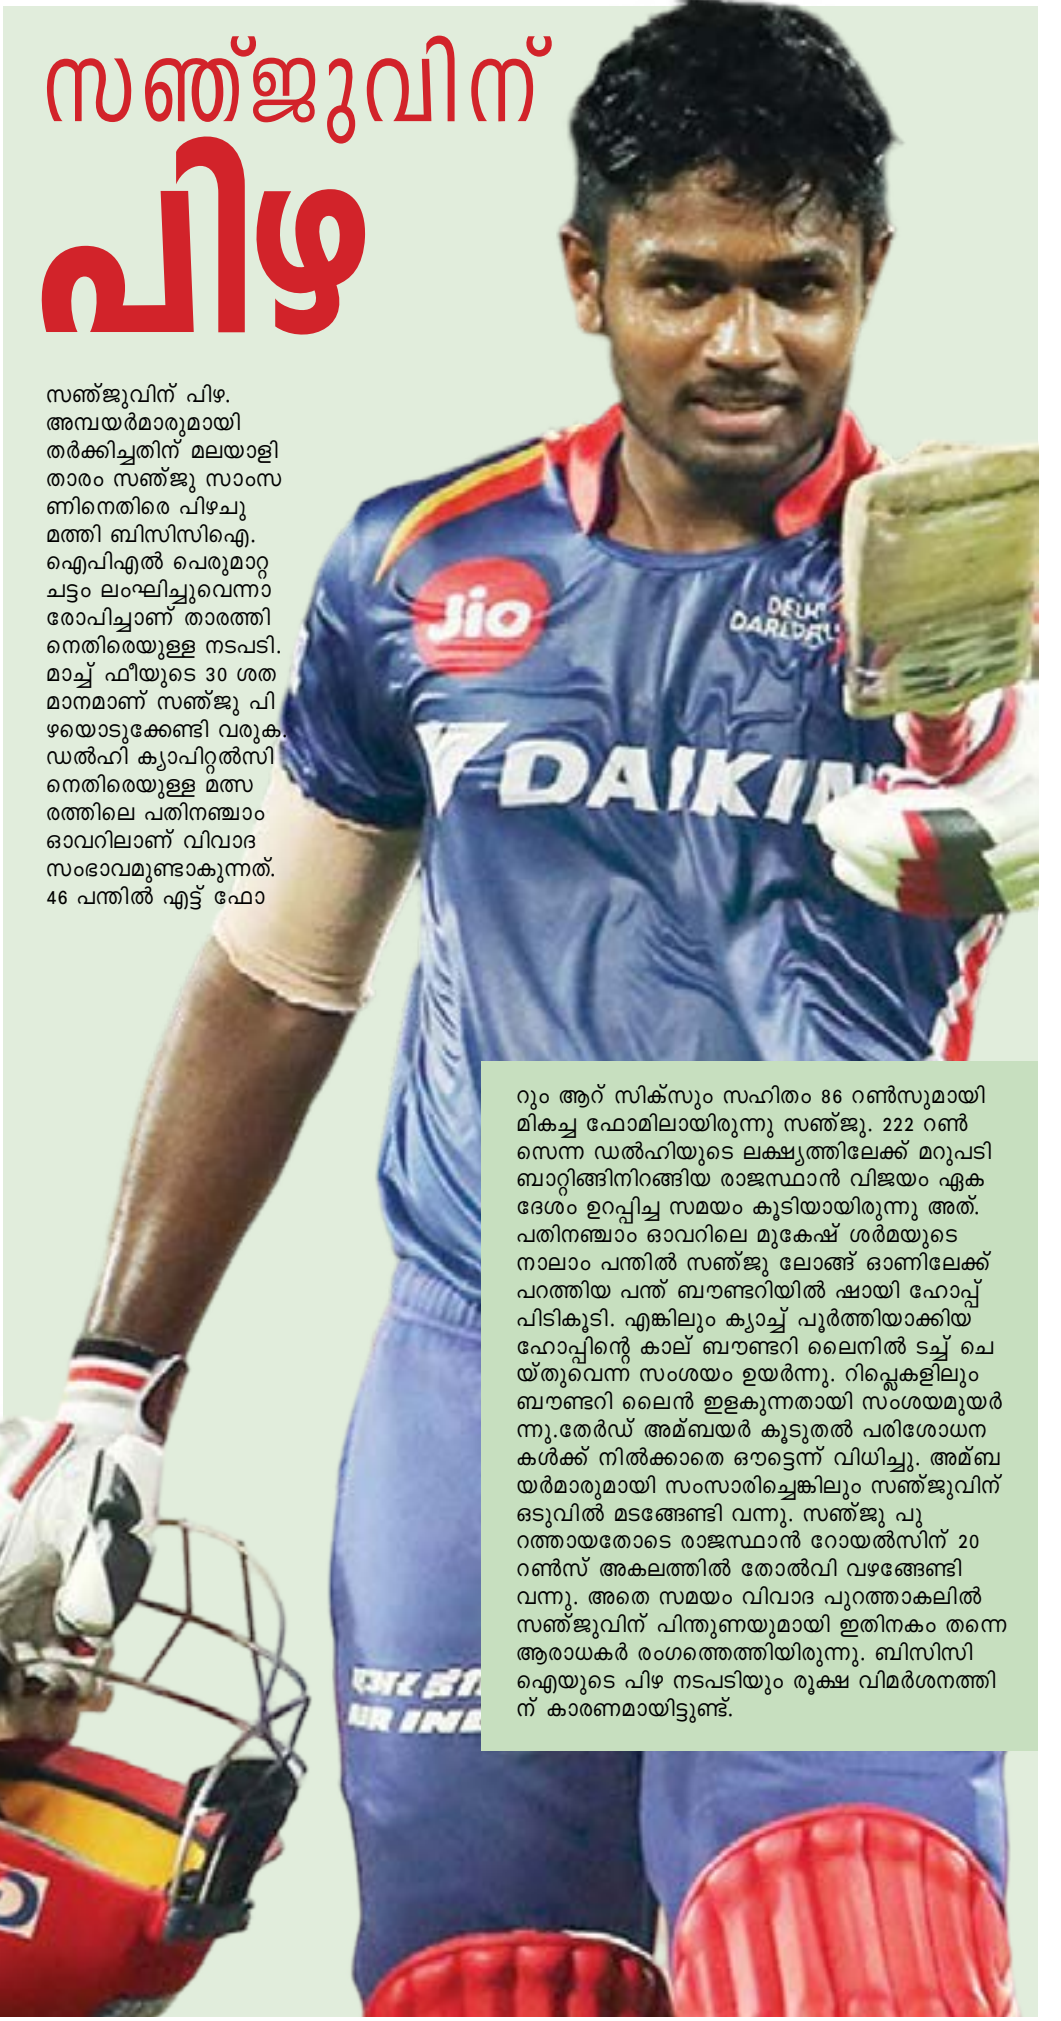 സഞ്ജുവിന്
പിഴ
സഞ്ജുവിന് പിഴ.
അമ്പയർമാരുമായി
തർക്കിച്ചതിന് മലയാളി
താരം സഞ്ജു സാംസ
ണിനെതിരെ പിഴചു
മത്തി ബിസിസിഐ.
ഐപിഎൽ പെരുമാറ്റ
ചട്ടം ലംഘിച്ചുവെന്നാ
രോപിച്ചാണ് താരത്തി
നെതിരെയുള്ള നടപടി.
മാച്ച് ഫീയുടെ 30 ശത
മാനമാണ് സഞ്ജു പി
ഴയൊടുക്കേണ്ടി വരുക.
ഡൽഹി ക്യാപിറ്റൽസി
നെതിരെയുള്ള മത്സ
രത്തിലെ പതിനഞ്ചാം
ഓവറിലാണ് വിവാദ
സംഭാവമുണ്ടാകുന്നത്.
46 പന്തിൽ എട്ട് ഫോ
റും ആറ് സിക്സും സഹിതം 86 റൺസുമായി
മികച്ച ഫോമിലായിരുന്നു സഞ്ജു. 222 റൺ
സെന്ന ഡൽഹിയുടെ ലക്ഷ്യത്തിലേക്ക് മറുപടി
ബാറ്റിങ്ങിനിറങ്ങിയ രാജസ്ഥാൻ വിജയം ഏക
ദേശം ഉറപ്പിച്ച സമയം കൂടിയായിരുന്നു അത്.
പതിനഞ്ചാം ഓവറിലെ മുകേഷ് ശർമയുടെ
നാലാം പന്തിൽ സഞ്ജു ലോങ്ങ് ഓണിലേക്ക്
പറത്തിയ പന്ത് ബൗണ്ടറിയിൽ ഷായി ഹോപ്പ്
പിടികൂടി. എങ്കിലും ക്യാച്ച് പൂർത്തിയാക്കിയ
ഹോപ്പിന്റെ കാല് ബൗണ്ടറി ലൈനിൽ ടച്ച് ചെ
യ്തുവെന്ന സംശയം ഉയർന്നു. റിപ്ലെകളിലും
ബൗണ്ടറി ലൈൻ ഇളകുന്നതായി സംശയമുയർ
ന്നു.തേർഡ് അമ്ബയർ കൂടുതൽ പരിശോധന
കൾക്ക് നിൽക്കാതെ ഔട്ടെന്ന് വിധിച്ചു. അമ്ബ
യർമാരുമായി സംസാരിച്ചെങ്കിലും സഞ്ജുവിന്
ഒടുവിൽ മടങ്ങേണ്ടി വന്നു. സഞ്ജു പു
റത്തായതോടെ രാജസ്ഥാൻ റോയൽസിന് 20
റൺസ് അകലത്തിൽ തോൽവി വഴങ്ങേണ്ടി
വന്നു. അതെ സമയം വിവാദ പുറത്താകലിൽ
സഞ്ജുവിന് പിന്തുണയുമായി ഇതിനകം തന്നെ
ആരാധകർ രംഗത്തെത്തിയിരുന്നു. ബിസിസി
ഐയുടെ പിഴ നടപടിയും രൂക്ഷ വിമർശനത്തി
ന് കാരണമായിട്ടുണ്ട്.
Jio
DAIKIN